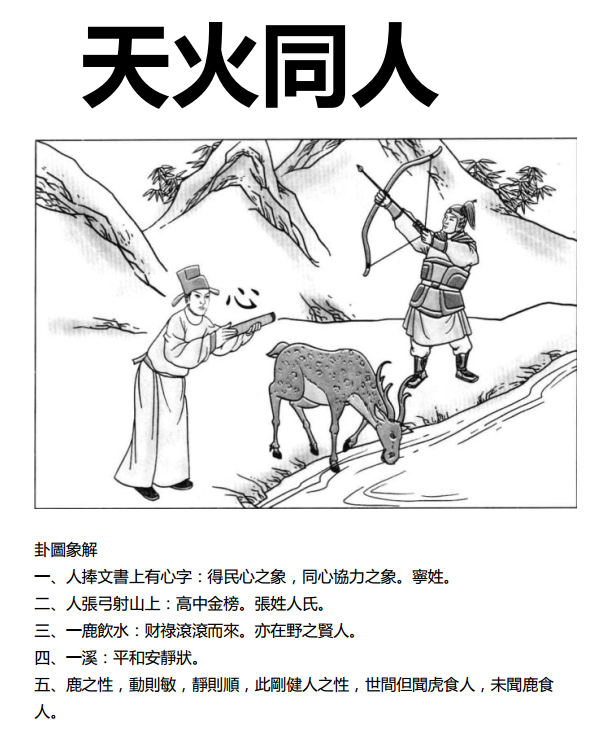 天火同人
心
卦圖象解
一、人捧文書上有心字：得民心之象，同心協力之象。寧姓。
二、人張弓射山上：高中金榜。張姓人氏。
三、一鹿飲水：财祿滾滾而來。亦在野之賢人。
四、一溪：平和安靜狀。
五、鹿之性，動則敏，靜則順，此剛健人之性，世間但聞虎食人，未聞鹿食
人。